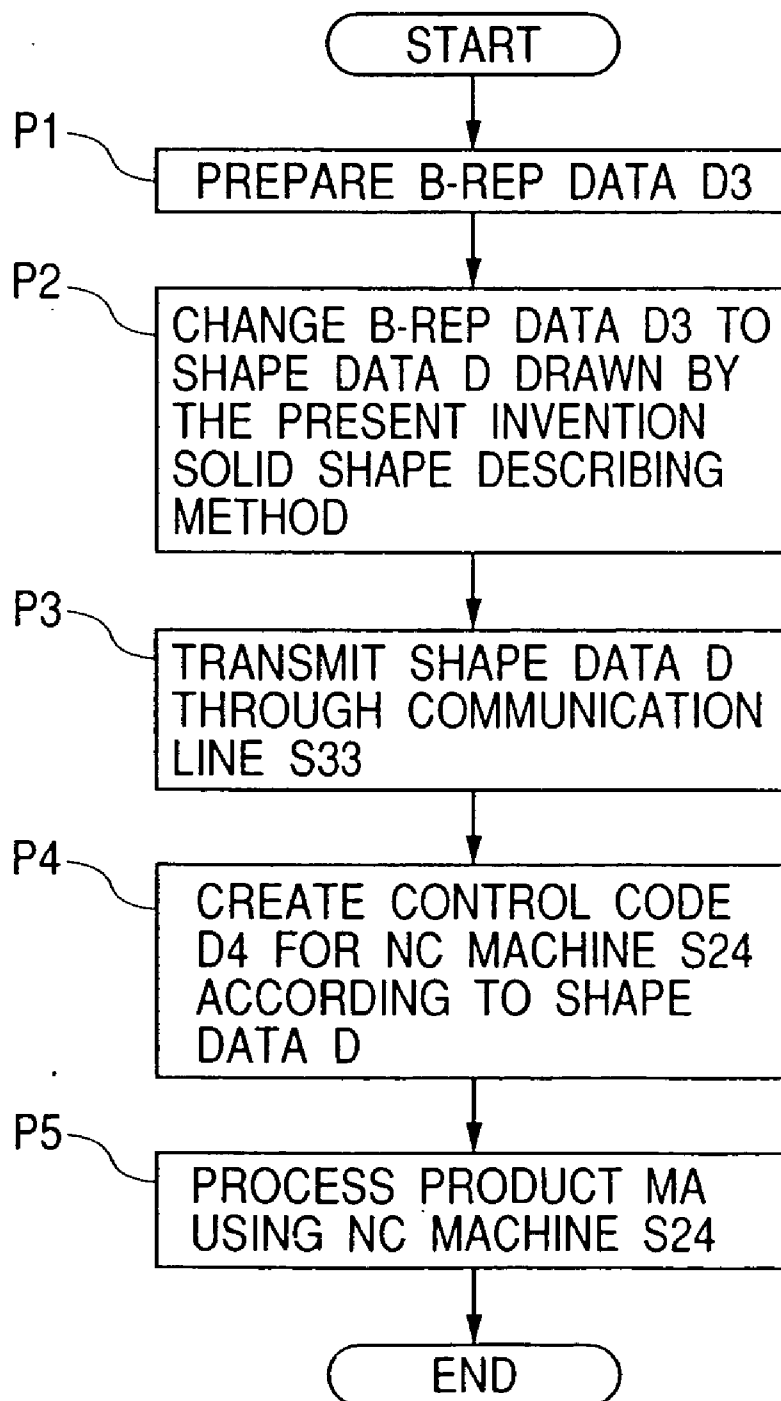 START
P1
PREPARE B-REP DATA D3
P2
CHANGE B-REP DATA D3 TO
SHAPE DATA D DRAWN BY
THE PRESENT INVENTION
SOLID SHAPE DESCRIBING
METHOD
P3
TRANSMIT SHAPE DATA D
THROUGH COMMUNICATION
LINE S33
P4
CREATE CONTROL CODE
D4 FOR NC MACHINE S24
ACCORDING TO SHAPE
DATA D
P5
PROCESS PRODUCT MA
USING NC MACHINE S24
END